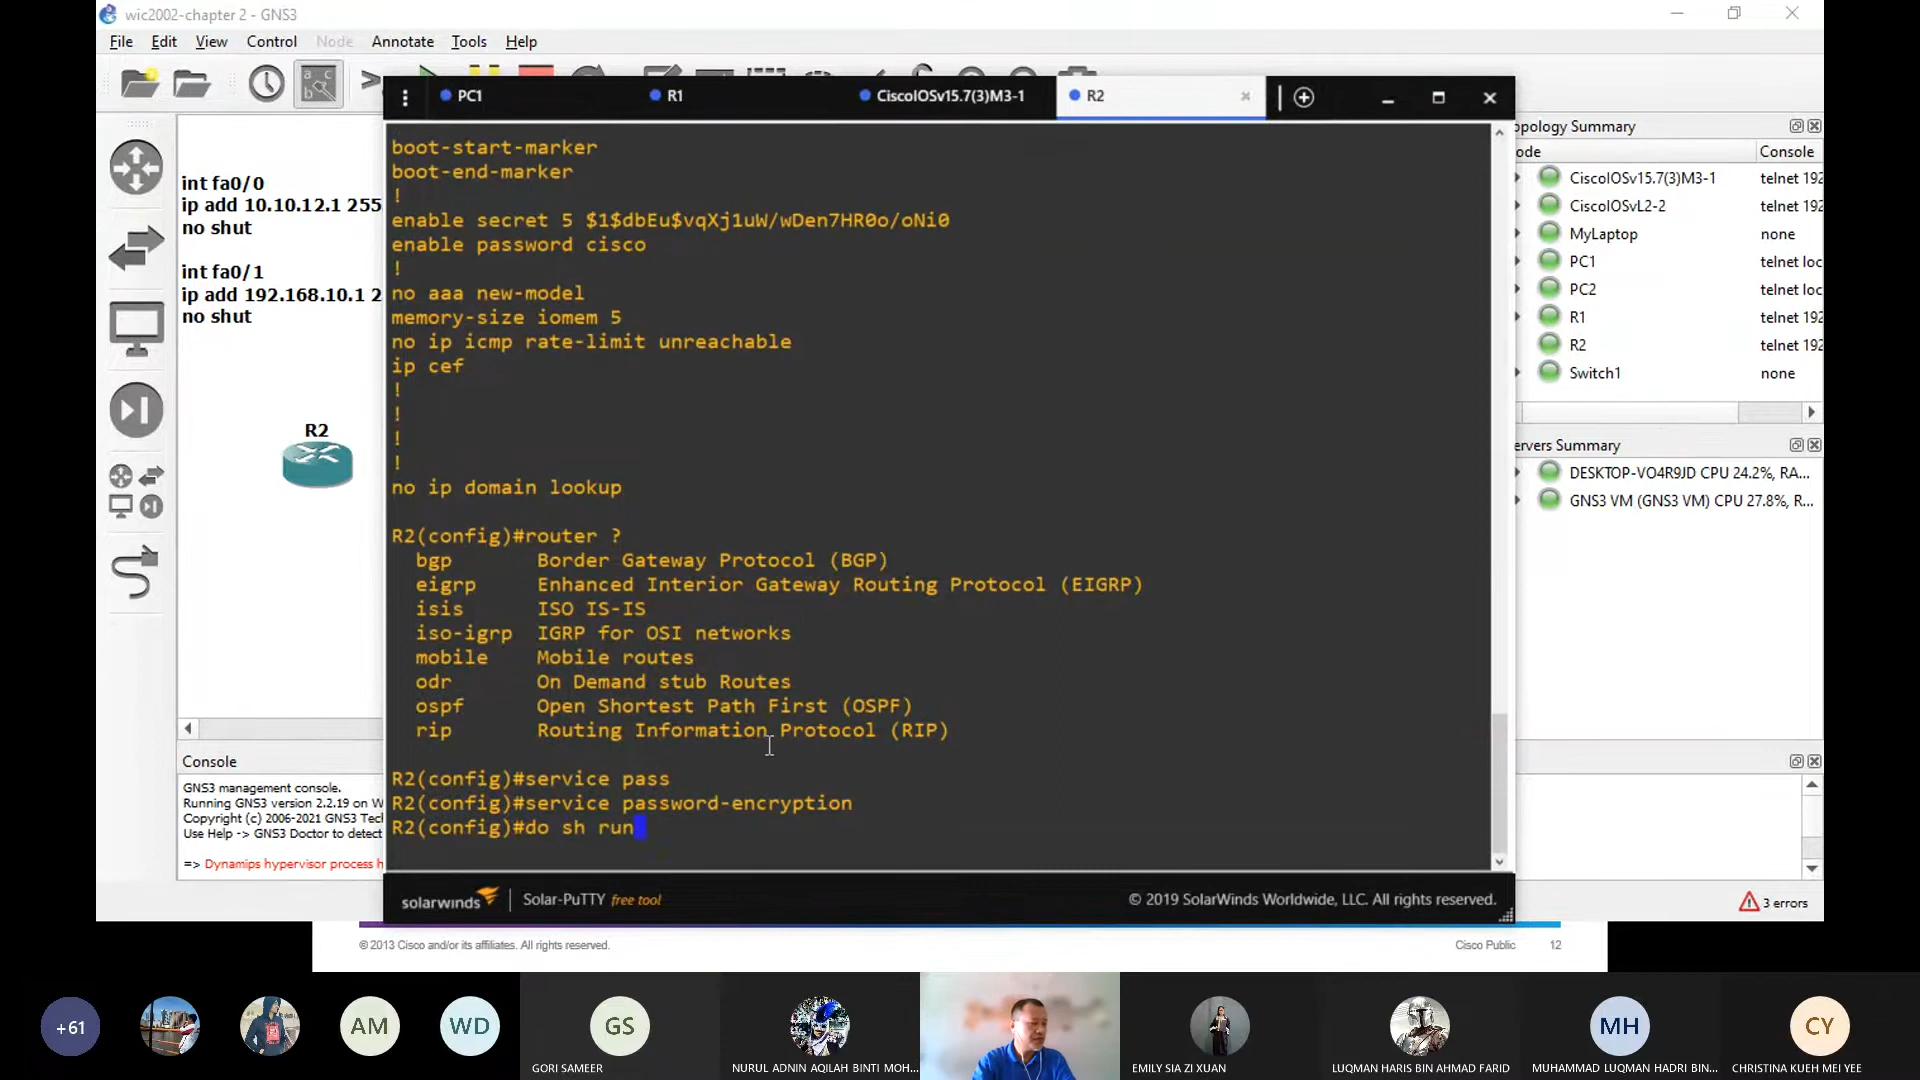 wic2002-chapter 2 - GNS3
File Edit View Control Node Annotate Tools Help
PC1 R1 CiscoIOSv15.7(3)M3-1 R2
int fa0/0
ip add 10.10.12.1 255
no shut
int fa0/1
ip add 192.168.10.1 2
no shut
R2
boot-start-marker
boot-end-marker
!
enable secret 5 $1$dbEu$vqXj1uW/wDen7HR0o/oNi0
enable password cisco
!
no aaa new-model
memory-size iomem 5
no ip icmp rate-limit unreachable
ip cef
!
!
!
!
no ip domain lookup
R2(config)#router ?
bgp Border Gateway Protocol (BGP)
eigrp Enhanced Interior Gateway Routing Protocol (EIGRP)
isis ISO IS-IS
iso-igrp IGRP for OSI networks
mobile Mobile routes
odr On Demand stub Routes
ospf Open Shortest Path First (OSPF)
rip Routing Information Protocol (RIP)
R2(config)#service pass
R2(config)#service password-encryption
R2(config)#do sh run
solarwinds Solar-PuTTY free tool © 2019 SolarWinds Worldwide, LLC. All rights reserved.
opology Summary
ode Console
CiscoIOSv15.7(3)M3-1 telnet 192
CiscoIOSvL2-2 telnet 192
MyLaptop none
PC1 telnet loc
PC2 telnet loc
R1 telnet 192
R2 telnet 192
Switch1 none
ervers Summary
DESKTOP-VO4R9JD CPU 24.2%, RA...
GNS3 VM (GNS3 VM) CPU 27.8%, R...
Console
GNS3 management console.
Running GNS3 version 2.2.19 on W
Copyright (c) 2006-2021 GNS3 Tec
Use Help -> GNS3 Doctor to detect
=> Dynamips hypervisor process h
3 errors
© 2013 Cisco and/or its affiliates. All rights reserved. Cisco Public 12
+61 AM WD GS MH CY
GORI SAMEER NURUL ADNIN AQILAH BINTI MOH... EMILY SIA ZI XUAN LUQMAN HARIS BIN AHMAD FARID MUHAMMAD LUQMAN HADRI BIN... CHRISTINA KUEH MEI YEE